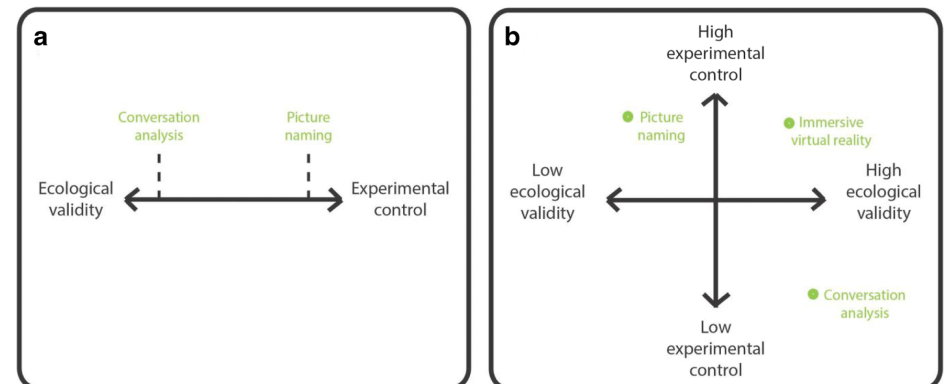 a
Conversation
analysis
Picture
naming
Ecological
validity
Experimental
control
b
High
experimental
control
Picture
naming
Immersive
virtual reality
Low
ecological
validity
High
ecological
validity
Conversation
analysis
Low
experimental
control